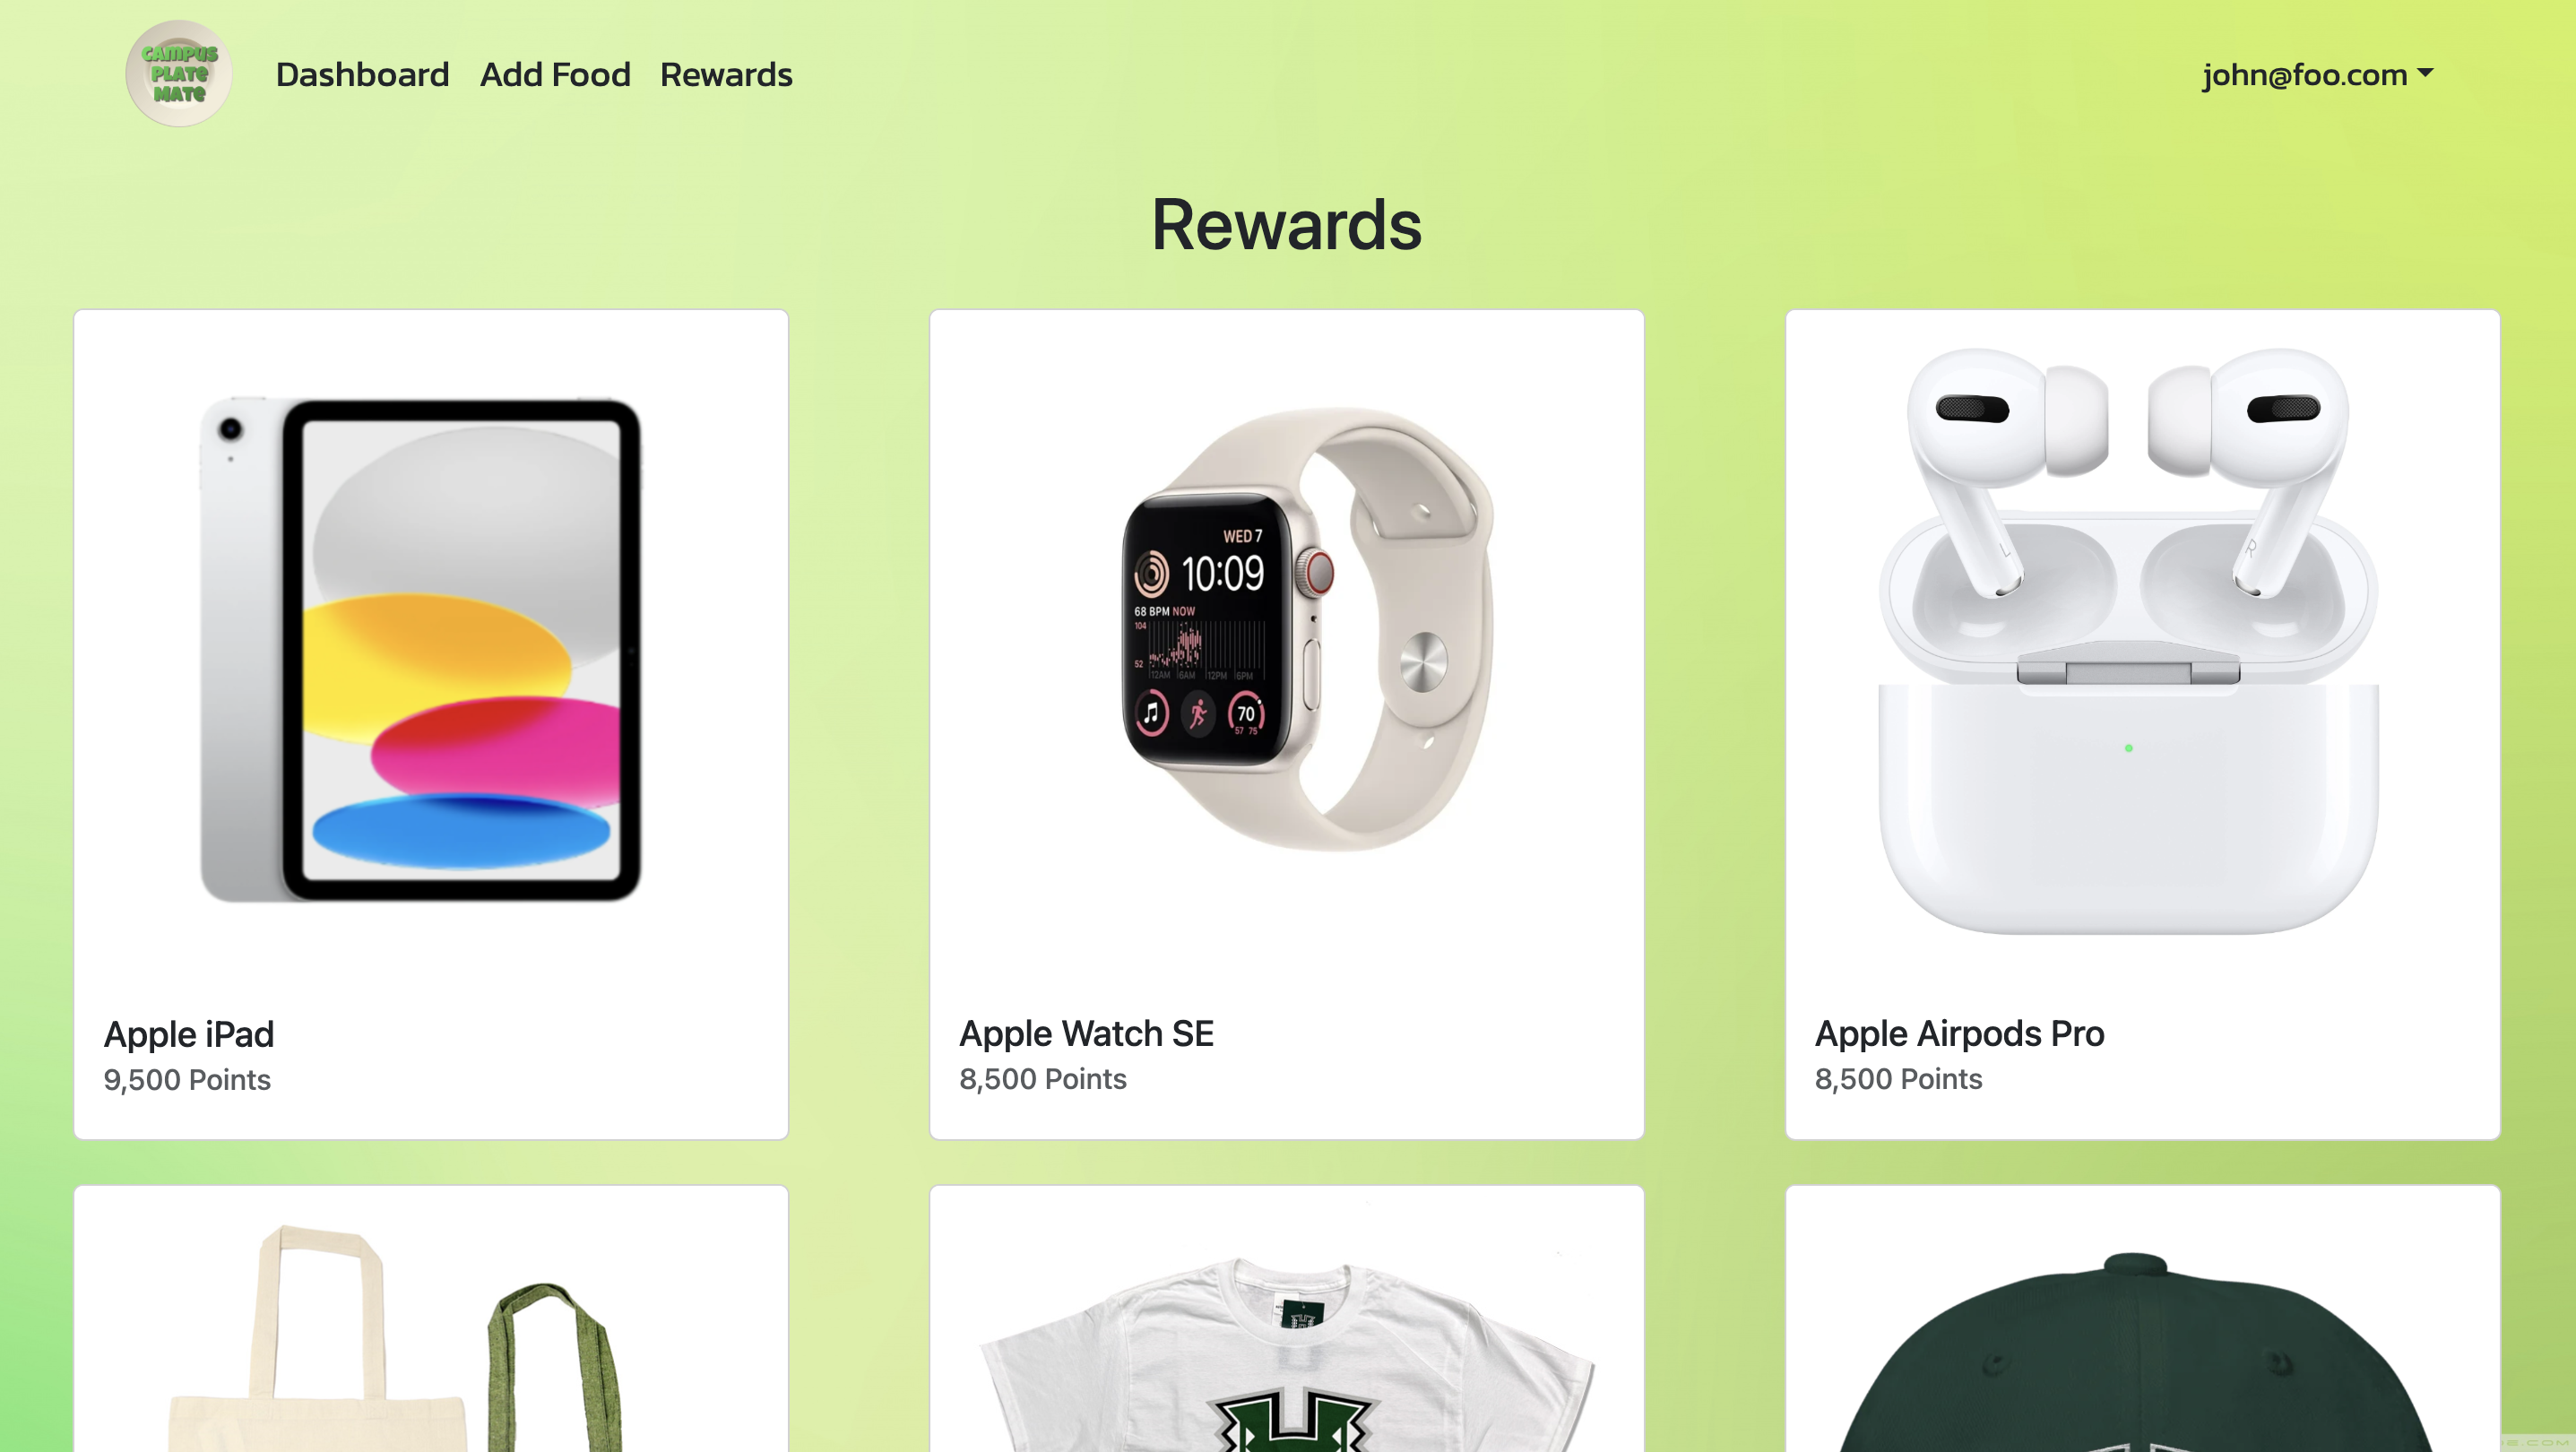 CAMPUS
PLATE
MATE
Dashboard Add Food Rewards
john@foo.com
Rewards
WED 7
10:09
68 BPM NOW
104
52
12AM 6AM 12PM 6PM
70
57 75
L
R
Apple iPad
9,500 Points
Apple Watch SE
8,500 Points
Apple Airpods Pro
8,500 Points
H